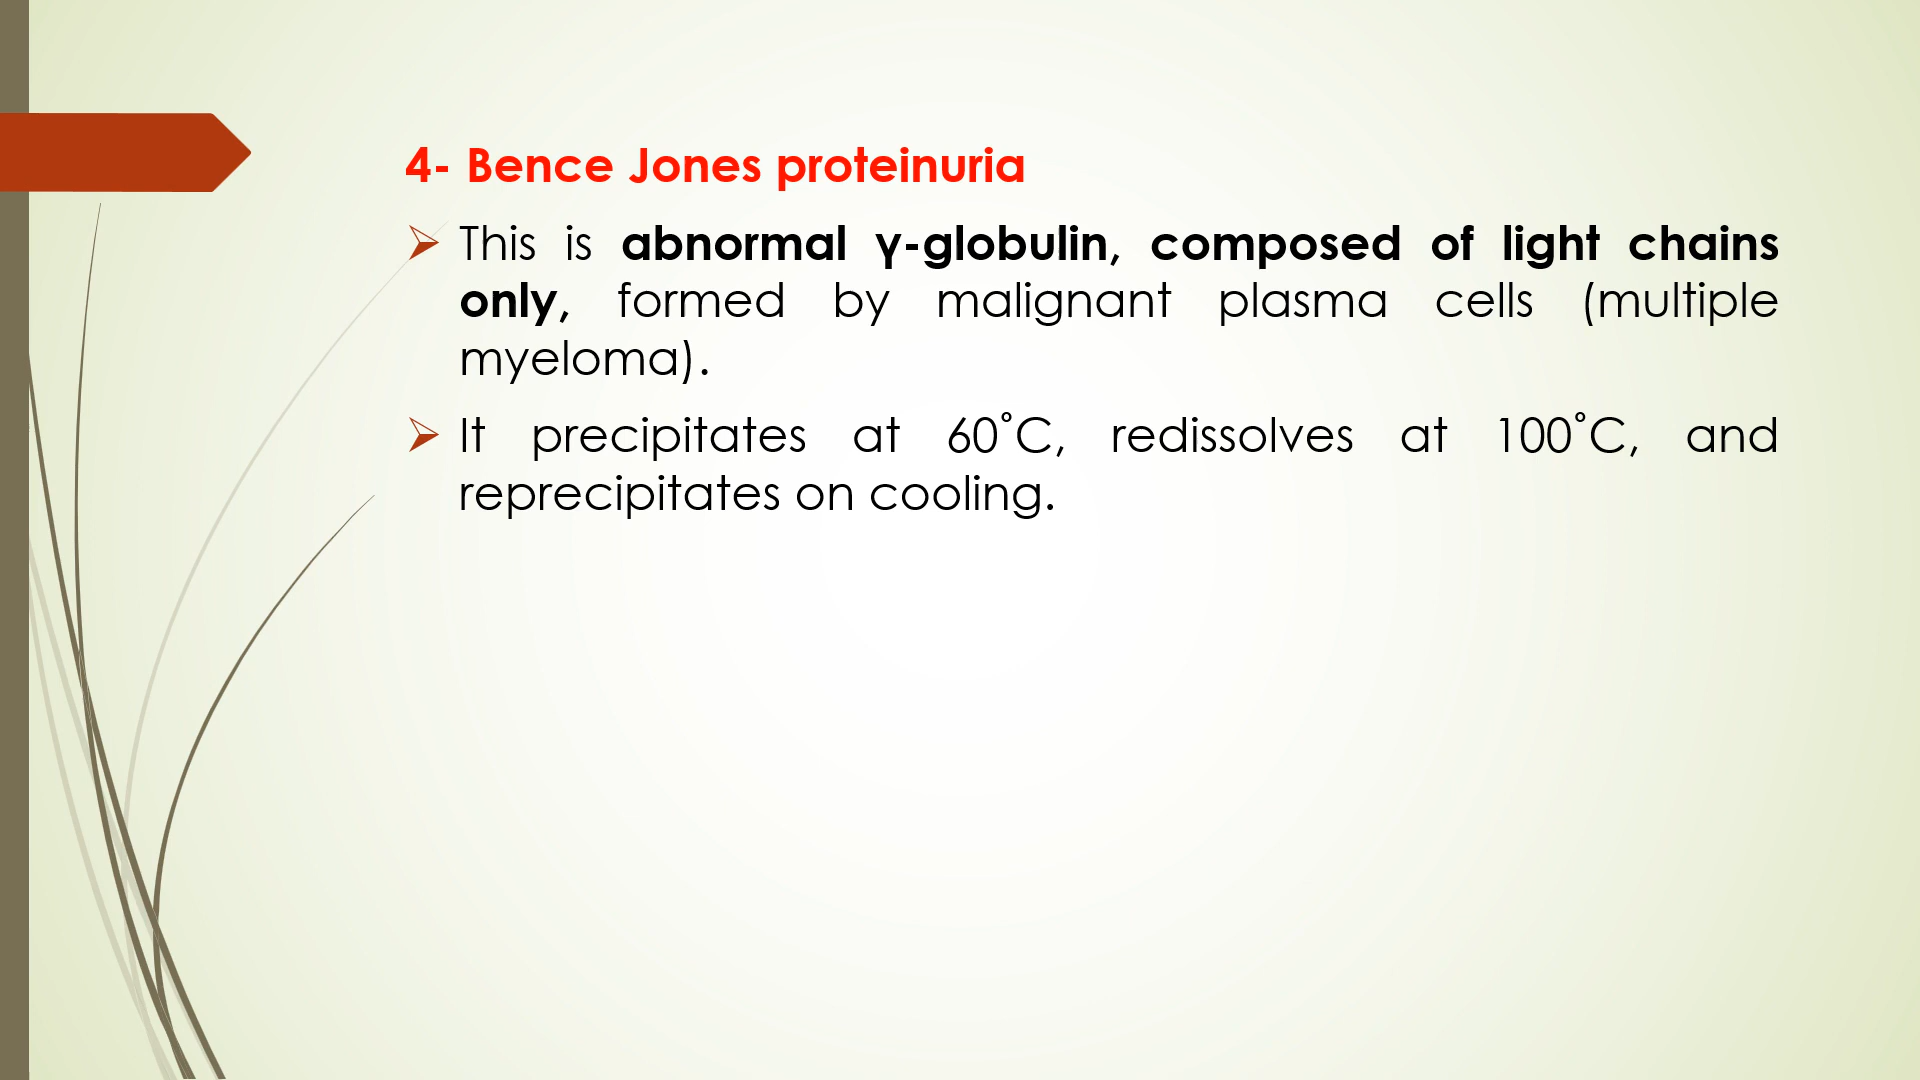 4- Bence Jones proteinuria
This is abnormal γ-globulin, composed of light chains
only, formed by malignant plasma cells (multiple
myeloma).
It precipitates at 60˚C, redissolves at 100˚C, and
reprecipitates on cooling.